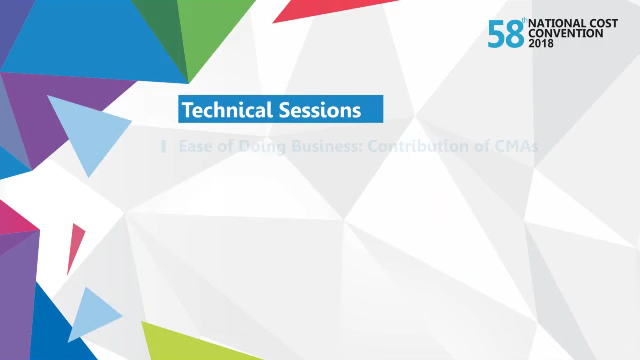 58th NATIONAL COST
CONVENTION
2018
Technical Sessions
Ease of Doing Business: Contribution of CMAs